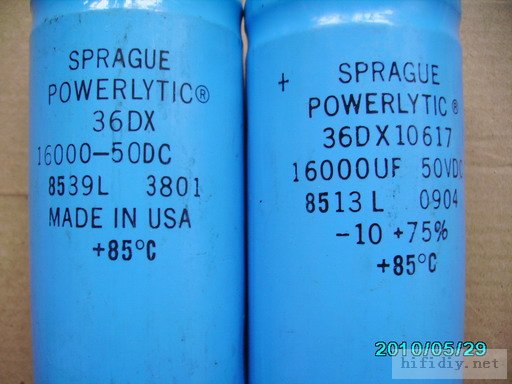 SPRAGUE
POWERLYTIC®
36DX
16000-50DC
8539L 3801
MADE IN USA
+85°C
+ SPRAGUE
POWERLYTIC®
36DX10617
16000UF 50VDC
8513L 0904
-10 +75%
+85°C
2010/05/29
hifidiy.net